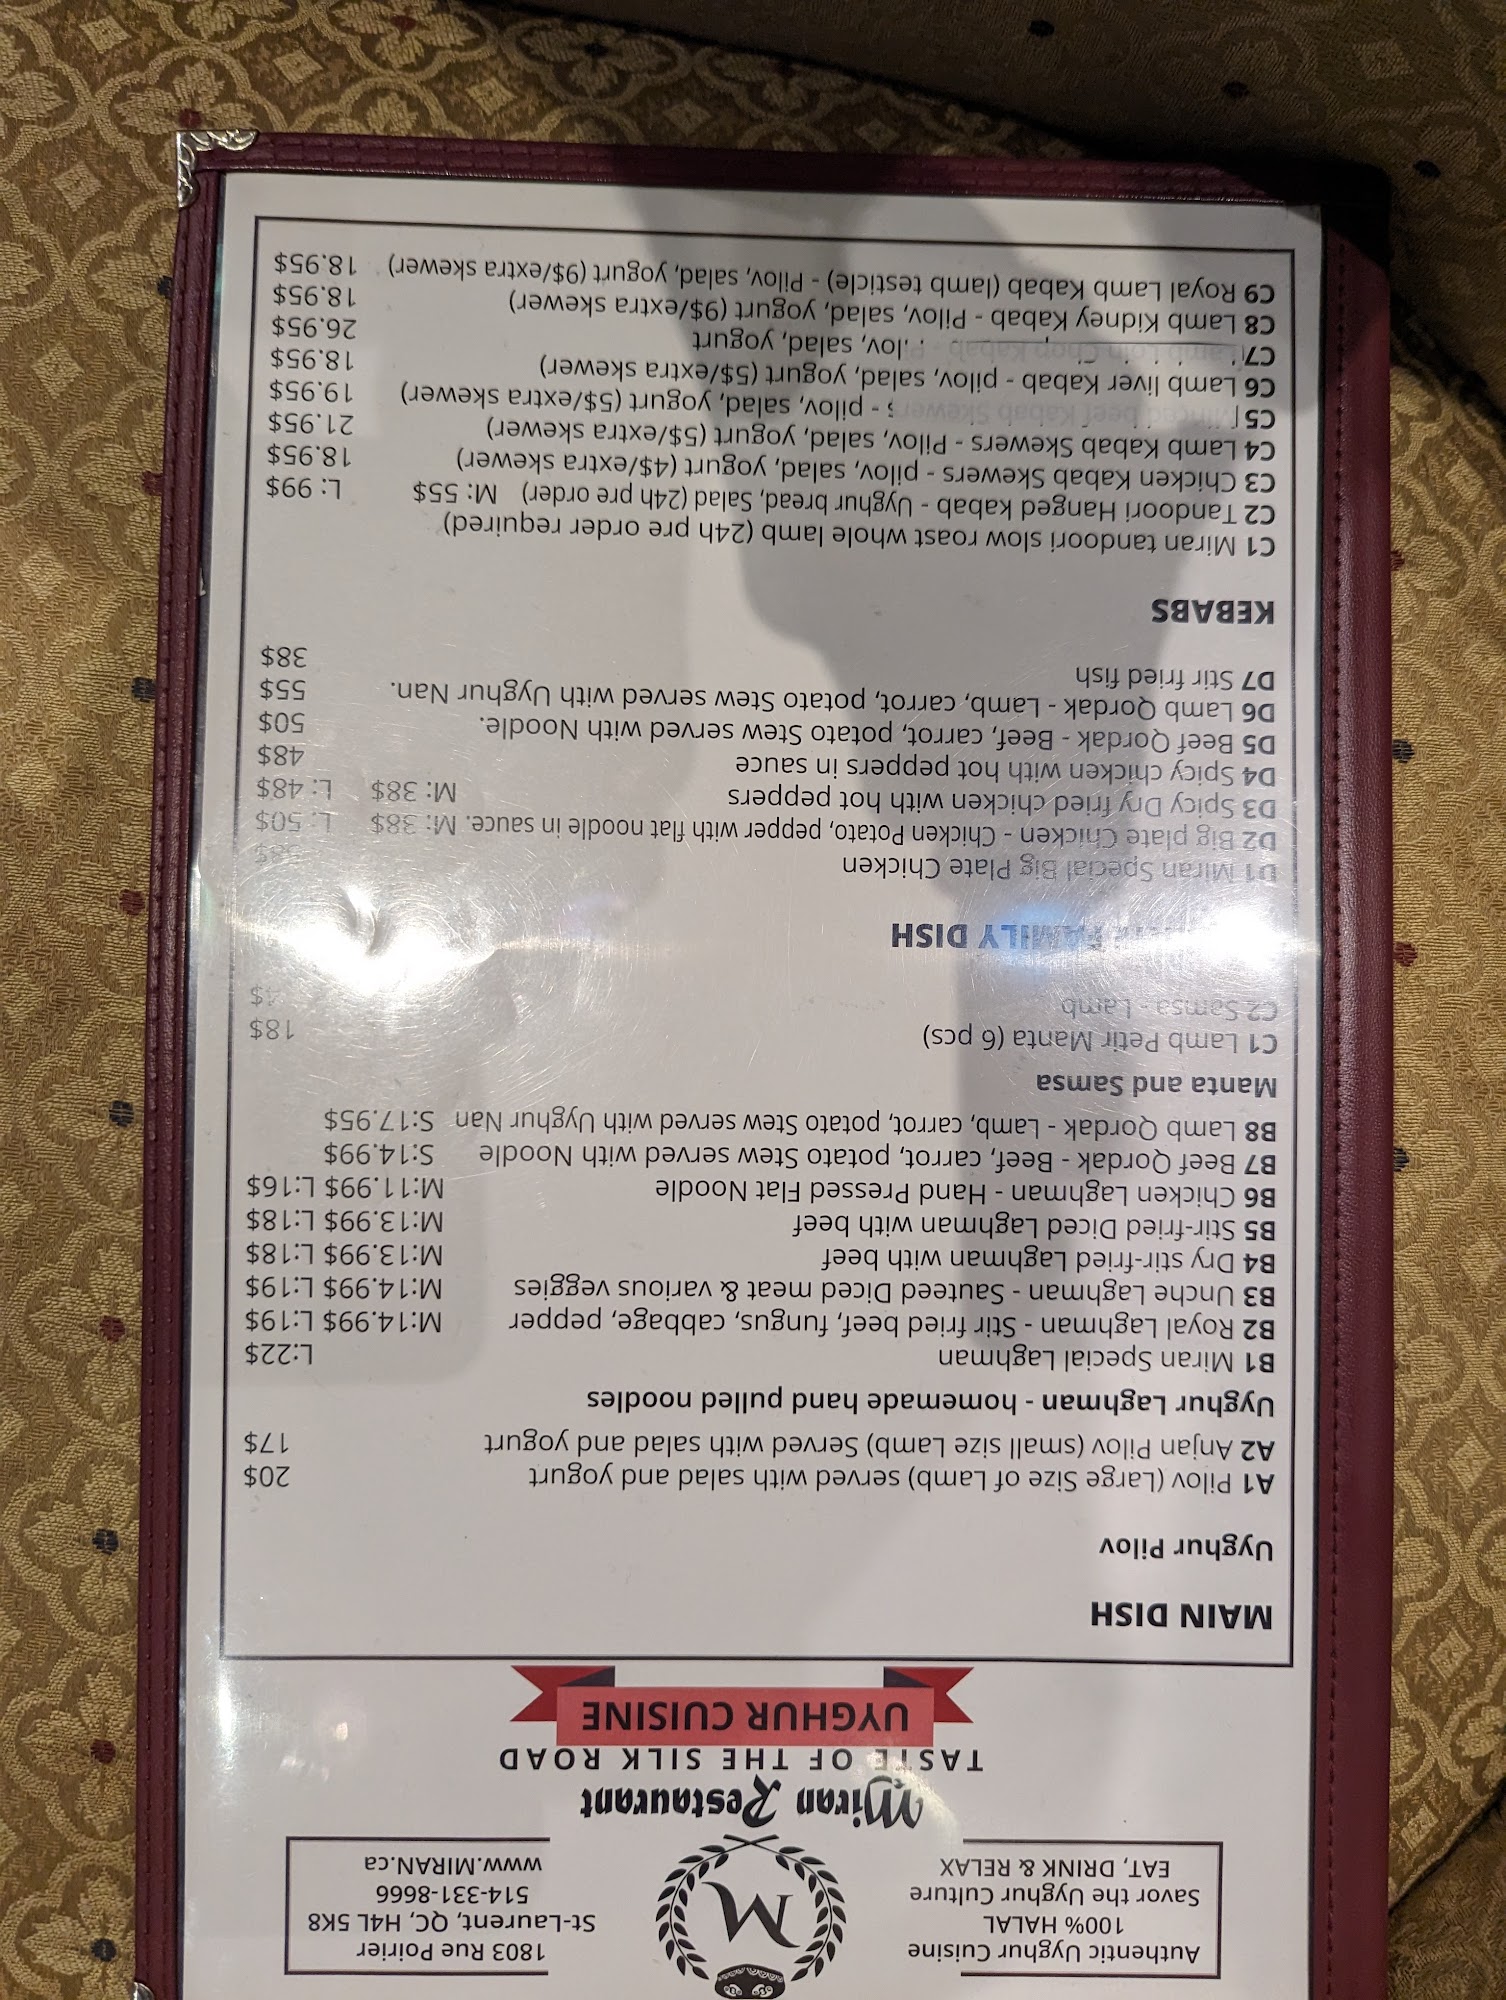 Authentic Uyghur Cuisine
100% HALAL
Savor the Uyghur Culture
EAT, DRINK & RELAX
M
1803 Rue Poirier
St-Laurent, QC, H4L 5K8
514-331-8666
www.MIRAN.ca
Miran Restaurant
TASTE OF THE SILK ROAD
UYGHUR CUISINE
MAIN DISH
Uyghur Pilov
A1 Pilov (Large Size of Lamb) served with salad and yogurt 20$
A2 Anjan Pilov (small size Lamb) Served with salad and yogurt 17$
Uyghur Laghman - homemade hand pulled noodles
B1 Miran Special Laghman L:22$
B2 Royal Laghman - Stir fried beef, fungus, cabbage, pepper M:14.99$ L:19$
B3 Unche Laghman - Sauteed Diced meat & various veggies M:14.99$ L:19$
B4 Dry stir-fried Laghman with beef M:13.99$ L:18$
B5 Stir-fried Diced Laghman with beef M:13.99$ L:18$
B6 Chicken Laghman - Hand Pressed Flat Noodle M:11.99$ L:16$
B7 Beef Qordak - Beef, carrot, potato Stew served with Noodle S:14.99$
B8 Lamb Qordak - Lamb, carrot, potato Stew served with Uyghur Nan S:17.95$
Manta and Samsa
C1 Lamb Petir Manta (6 pcs) 18$
C2 Samsa - Lamb
FAMILY DISH
D1 Miran Special Big Plate Chicken
D2 Big plate Chicken - Chicken Potato, pepper with flat noodle in sauce. M: 38$ L: 50$
D3 Spicy Dry fried chicken with hot peppers M: 38$ L: 48$
D4 Spicy chicken with hot peppers in sauce 48$
D5 Beef Qordak - Beef, carrot, potato Stew served with Noodle. 50$
D6 Lamb Qordak - Lamb, carrot, potato Stew served with Uyghur Nan. 55$
D7 Stir fried fish 38$
KEBABS
C1 Miran tandoori slow roast whole lamb (24h pre order required)
C2 Tandoori Hanged kabab - Uyghur bread, Salad (24h pre order) M: 55$ L: 99$
C3 Chicken Kabab Skewers - pilov, salad, yogurt (4$/extra skewer) 18.95$
C4 Lamb Kabab Skewers - Pilov, salad, yogurt (5$/extra skewer) 21.95$
C5 Minced beef Kabab Skewers - pilov, salad, yogurt (5$/extra skewer) 19.95$
C6 Lamb liver Kabab - pilov, salad, yogurt (5$/extra skewer) 18.95$
C7 Lamb Loin Chop Kabab - Pilov, salad, yogurt 26.95$
C8 Lamb Kidney Kabab - Pilov, salad, yogurt (9$/extra skewer) 18.95$
C9 Royal Lamb Kabab (lamb testicle) - Pilov, salad, yogurt (9$/extra skewer) 18.95$